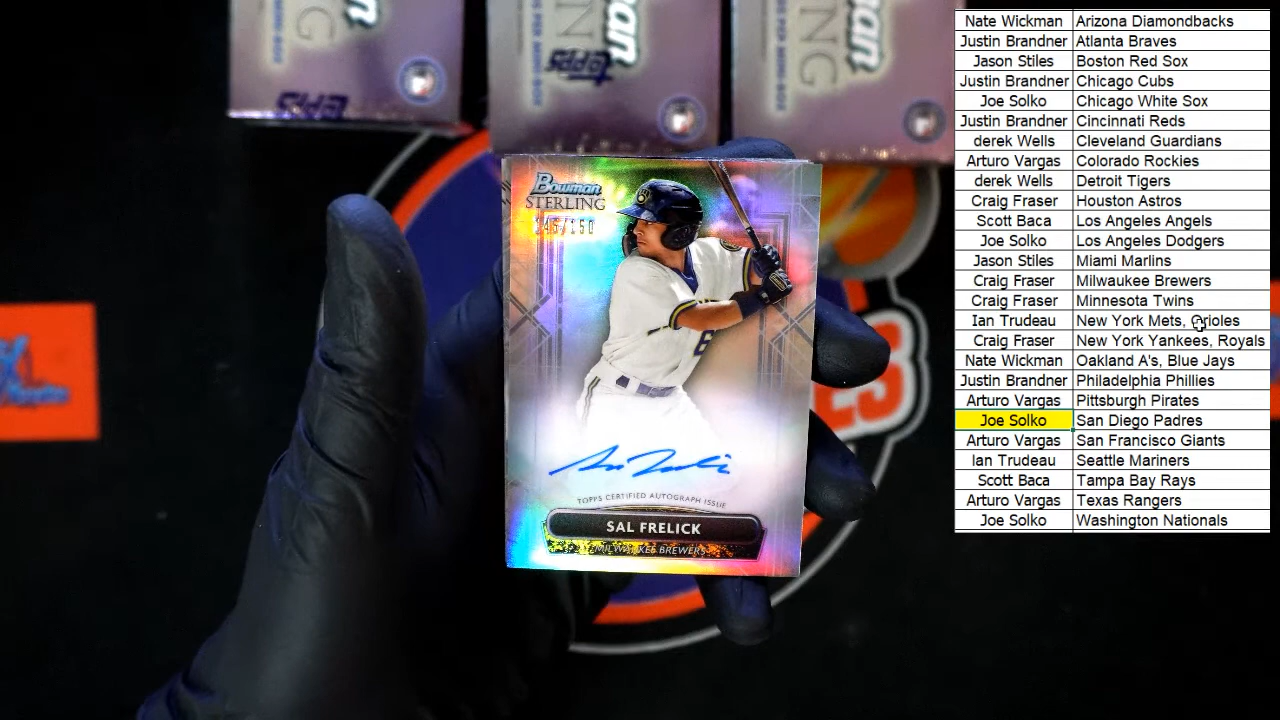 Bowman
STERLING
/150
TOPPS CERTIFIED AUTOGRAPH ISSUE
SAL FRELICK
MILWAUKEE BREWERS
topps
Nate Wickman Arizona Diamondbacks
Justin Brandner Atlanta Braves
Jason Stiles Boston Red Sox
Justin Brandner Chicago Cubs
Joe Solko Chicago White Sox
Justin Brandner Cincinnati Reds
derek Wells Cleveland Guardians
Arturo Vargas Colorado Rockies
derek Wells Detroit Tigers
Craig Fraser Houston Astros
Scott Baca Los Angeles Angels
Joe Solko Los Angeles Dodgers
Jason Stiles Miami Marlins
Craig Fraser Milwaukee Brewers
Craig Fraser Minnesota Twins
Ian Trudeau New York Mets, Orioles
Craig Fraser New York Yankees, Royals
Nate Wickman Oakland A's, Blue Jays
Justin Brandner Philadelphia Phillies
Arturo Vargas Pittsburgh Pirates
Joe Solko San Diego Padres
Arturo Vargas San Francisco Giants
Ian Trudeau Seattle Mariners
Scott Baca Tampa Bay Rays
Arturo Vargas Texas Rangers
Joe Solko Washington Nationals